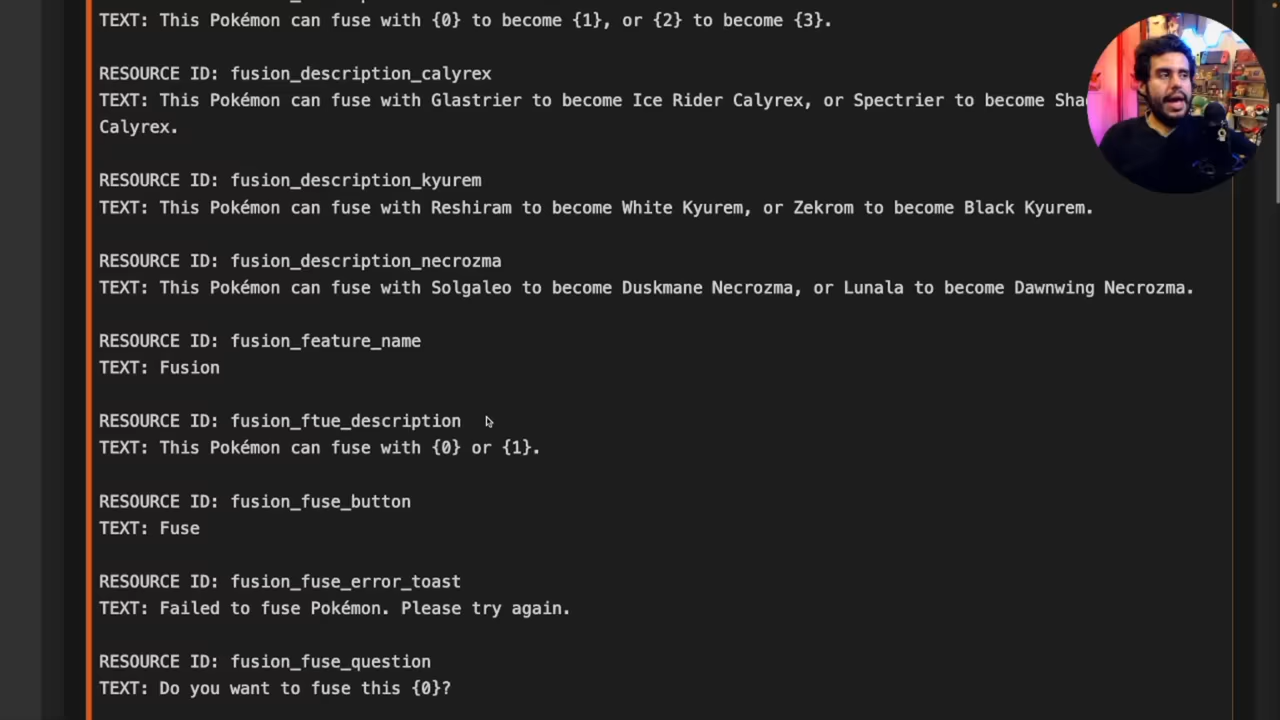 TEXT: This Pokémon can fuse with {0} to become {1}, or {2} to become {3}.
RESOURCE ID: fusion_description_calyrex
TEXT: This Pokémon can fuse with Glastrier to become Ice Rider Calyrex, or Spectrier to become
Calyrex.
RESOURCE ID: fusion_description_kyurem
TEXT: This Pokémon can fuse with Reshiram to become White Kyurem, or Zekrom to become Black Kyurem.
RESOURCE ID: fusion_description_necrozma
TEXT: This Pokémon can fuse with Solgaleo to become Duskmane Necrozma, or Lunala to become Dawnwing Necrozma.
RESOURCE ID: fusion_feature_name
TEXT: Fusion
RESOURCE ID: fusion_ftue_description
TEXT: This Pokémon can fuse with {0} or {1}.
RESOURCE ID: fusion_fuse_button
TEXT: Fuse
RESOURCE ID: fusion_fuse_error_toast
TEXT: Failed to fuse Pokémon. Please try again.
RESOURCE ID: fusion_fuse_question
TEXT: Do you want to fuse this {0}?